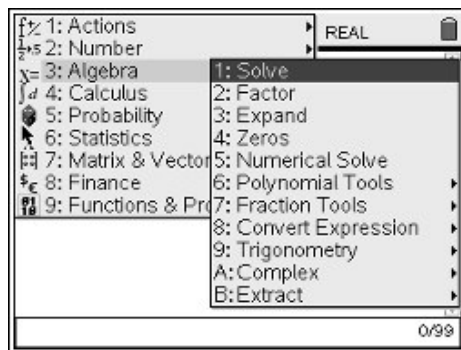 1: Actions
REAL
2: Number
3: Algebra
4: Calculus
5: Probability
6: Statistics
7: Matrix & Vector
8: Finance
9: Functions & Pro
1: Solve
2: Factor
3: Expand
4: Zeros
5: Numerical Solve
6: Polynomial Tools
7: Fraction Tools
8: Convert Expression
9: Trigonometry
A: Complex
B: Extract
0/99